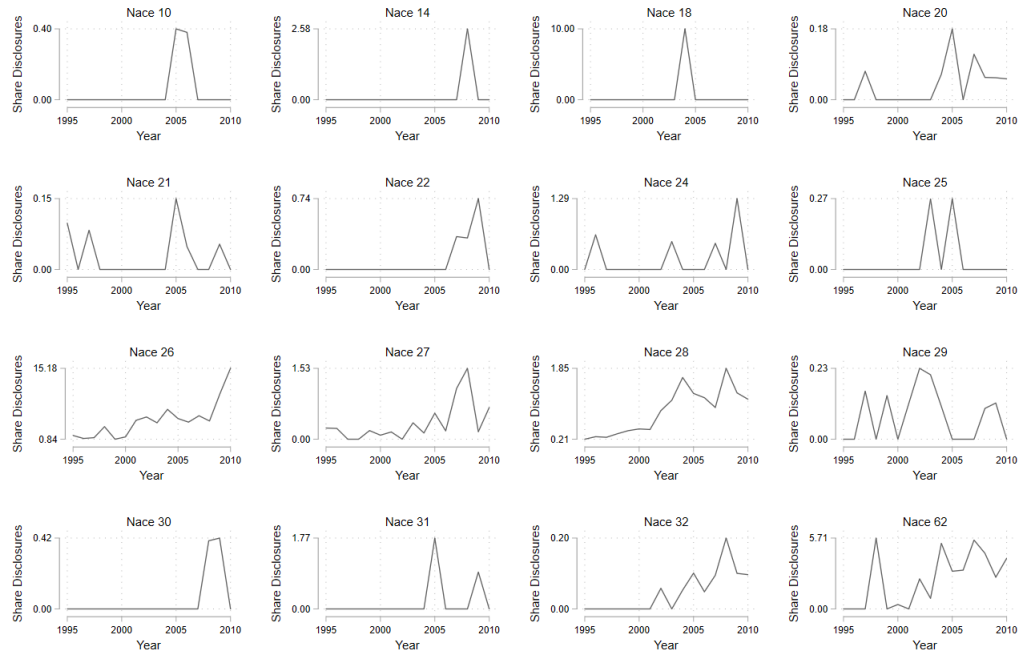 Nace 10
Share Disclosures
0.40
0.00
1995 2000 2005 2010
Year
Nace 14
Share Disclosures
2.58
0.00
1995 2000 2005 2010
Year
Nace 18
Share Disclosures
10.00
0.00
1995 2000 2005 2010
Year
Nace 20
Share Disclosures
0.18
0.00
1995 2000 2005 2010
Year
Nace 21
Share Disclosures
0.15
0.00
1995 2000 2005 2010
Year
Nace 22
Share Disclosures
0.74
0.00
1995 2000 2005 2010
Year
Nace 24
Share Disclosures
1.29
0.00
1995 2000 2005 2010
Year
Nace 25
Share Disclosures
0.27
0.00
1995 2000 2005 2010
Year
Nace 26
Share Disclosures
15.18
0.84
1995 2000 2005 2010
Year
Nace 27
Share Disclosures
1.53
0.00
1995 2000 2005 2010
Year
Nace 28
Share Disclosures
1.85
0.21
1995 2000 2005 2010
Year
Nace 29
Share Disclosures
0.23
0.00
1995 2000 2005 2010
Year
Nace 30
Share Disclosures
0.42
0.00
1995 2000 2005 2010
Year
Nace 31
Share Disclosures
1.77
0.00
1995 2000 2005 2010
Year
Nace 32
Share Disclosures
0.20
0.00
1995 2000 2005 2010
Year
Nace 62
Share Disclosures
5.71
0.00
1995 2000 2005 2010
Year